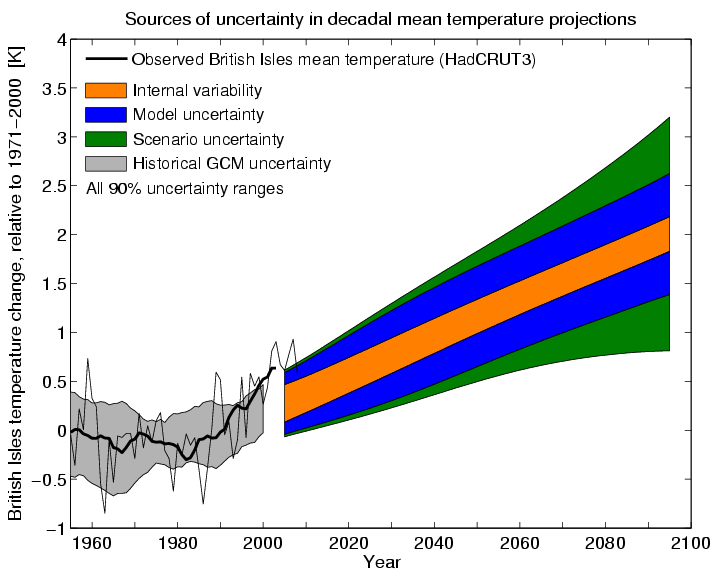 Sources of uncertainty in decadal mean temperature projections
British Isles temperature change, relative to 1971−2000 [K]
4
3.5
3
2.5
2
1.5
1
0.5
0
−0.5
−1
Observed British Isles mean temperature (HadCRUT3)
Internal variability
Model uncertainty
Scenario uncertainty
Historical GCM uncertainty
All 90% uncertainty ranges
1960 1980 2000 2020 2040 2060 2080 2100
Year